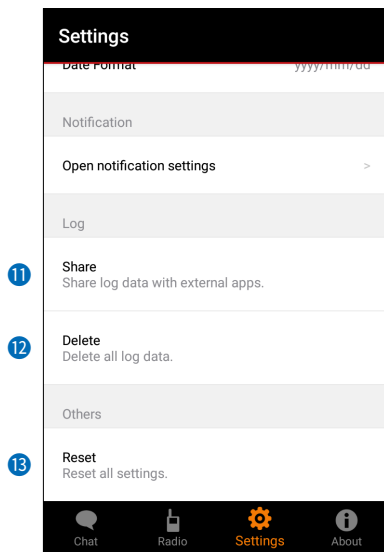 Settings
Date Format yyyy/mm/dd
Notification
Open notification settings >
Log
⑪ Share
Share log data with external apps.
⑫ Delete
Delete all log data.
Others
⑬ Reset
Reset all settings.
Chat Radio Settings About